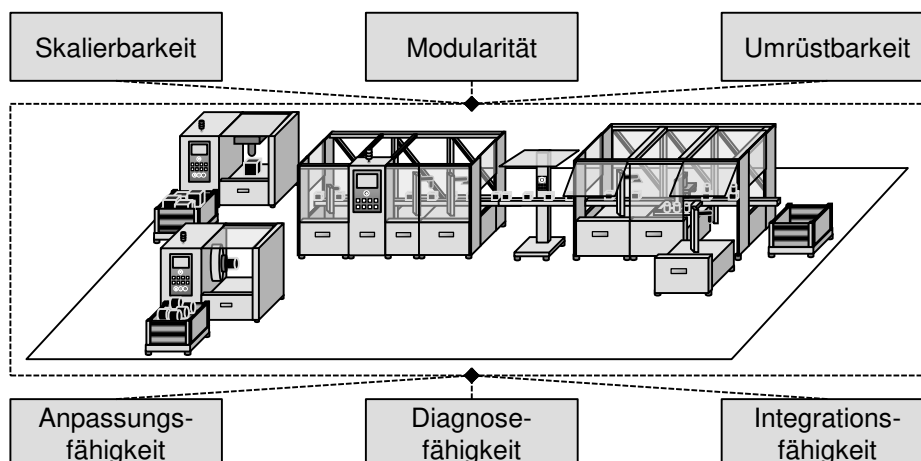 Skalierbarkeit
Modularität
Umrüstbarkeit
Anpassungs-
fähigkeit
Diagnose-
fähigkeit
Integrations-
fähigkeit